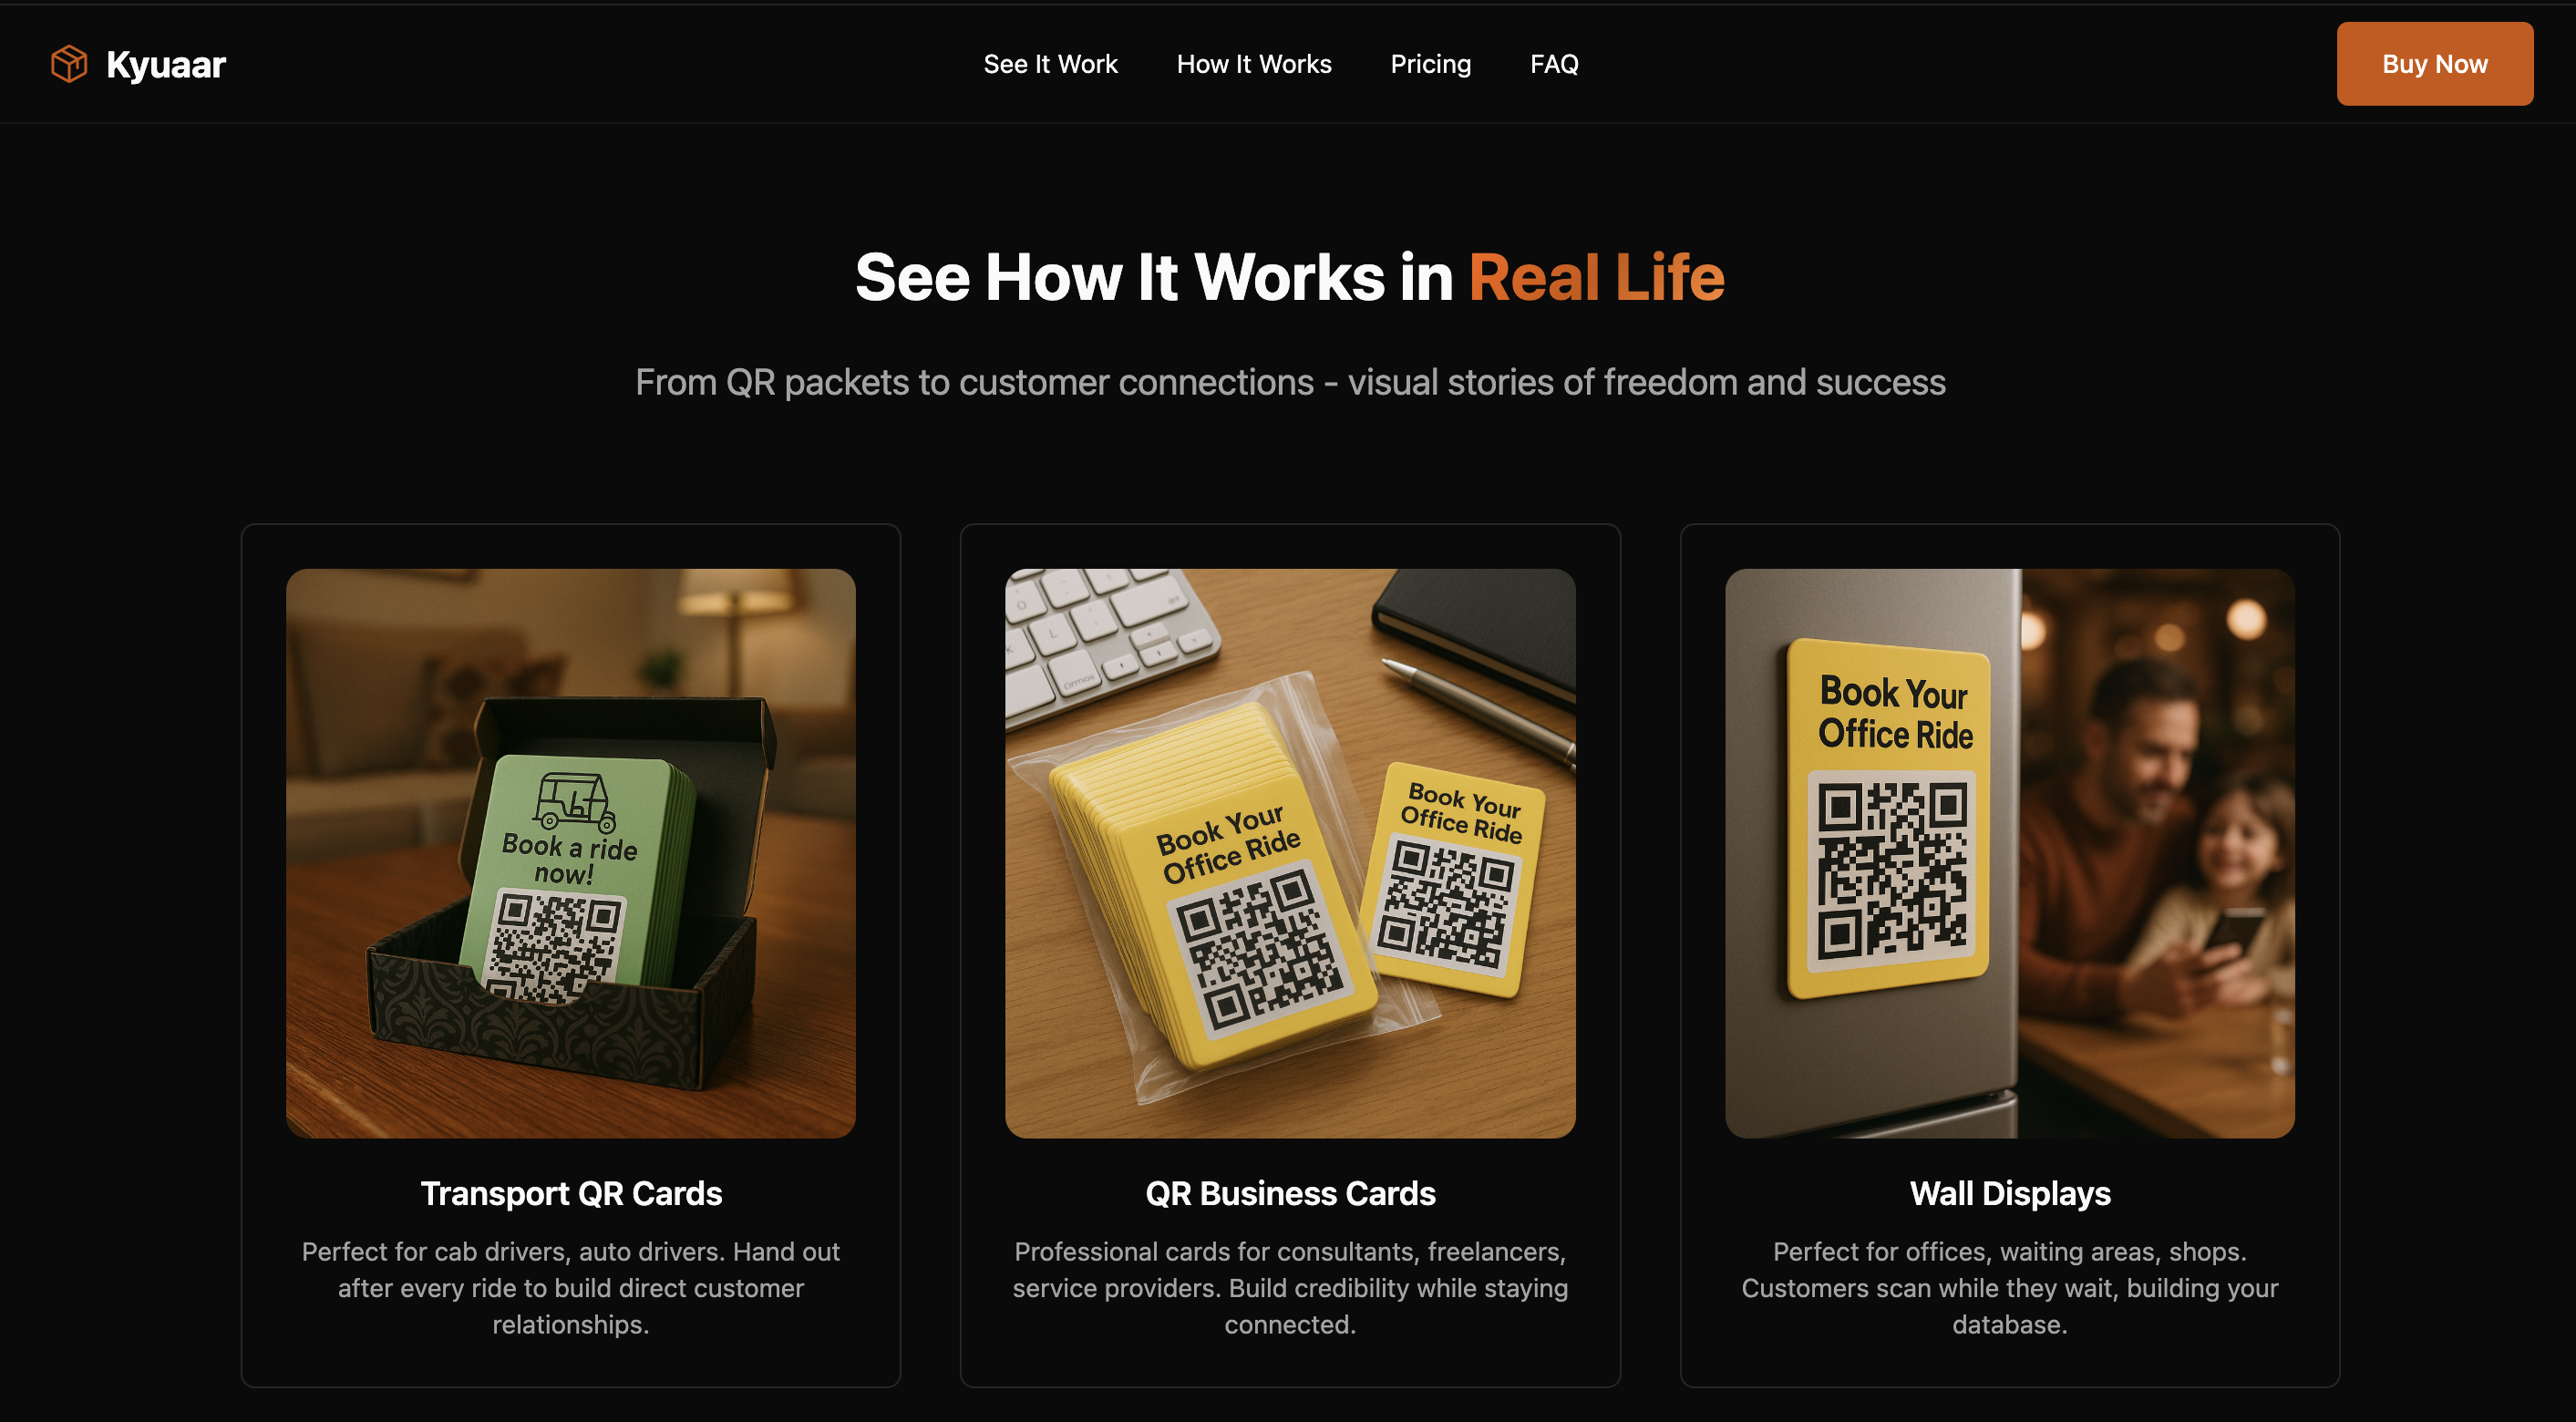 Kyuaar
See It Work
How It Works
Pricing
FAQ
Buy Now
See How It Works in Real Life
From QR packets to customer connections - visual stories of freedom and success
Book a ride
now!
Book Your
Office Ride
Book Your
Office Ride
Book Your
Office Ride
Transport QR Cards
Perfect for cab drivers, auto drivers. Hand out
after every ride to build direct customer
relationships.
QR Business Cards
Professional cards for consultants, freelancers,
service providers. Build credibility while staying
connected.
Wall Displays
Perfect for offices, waiting areas, shops.
Customers scan while they wait, building your
database.